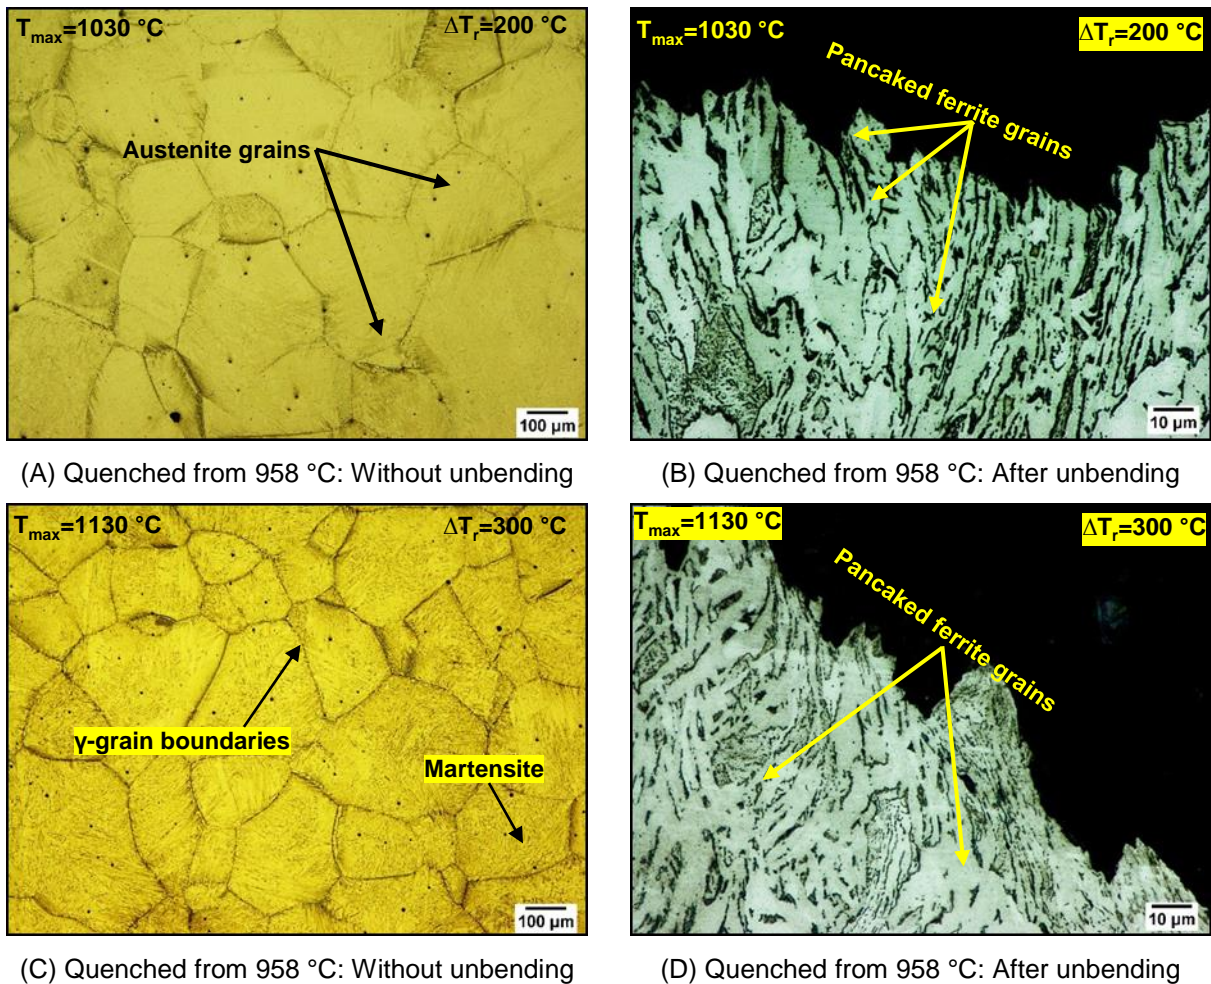 Tmax=1030 °C
ΔTr=200 °C
Austenite grains
100 µm
Tmax=1030 °C
ΔTr=200 °C
Pancaked ferrite grains
10 µm
(A) Quenched from 958 °C: Without unbending
(B) Quenched from 958 °C: After unbending
Tmax=1130 °C
ΔTr=300 °C
γ-grain boundaries
Martensite
100 µm
Tmax=1130 °C
ΔTr=300 °C
Pancaked ferrite grains
10 µm
(C) Quenched from 958 °C: Without unbending
(D) Quenched from 958 °C: After unbending